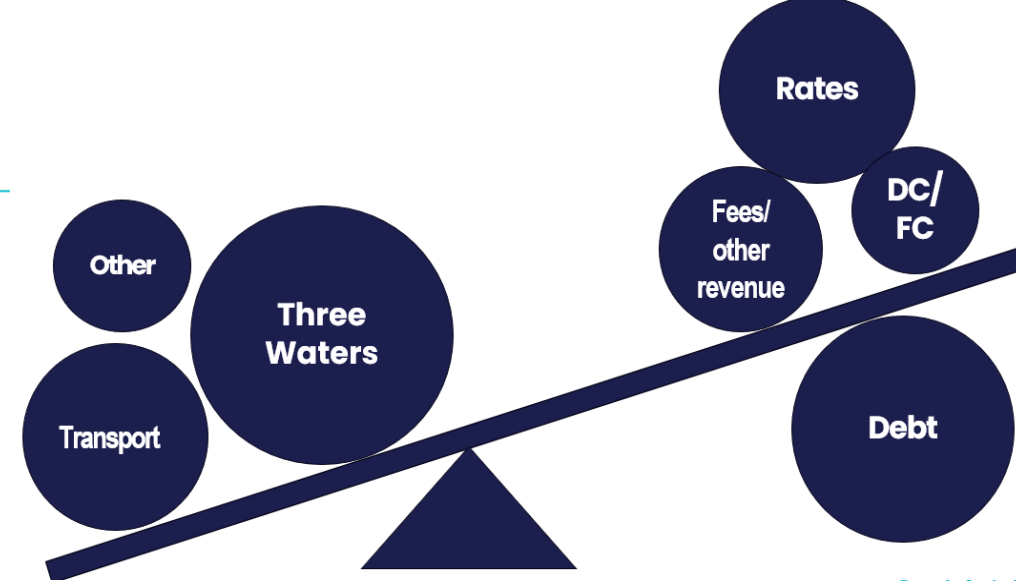 Rates
DC/
FC
Fees/
other
revenue
Other
Three
Waters
Transport
Debt